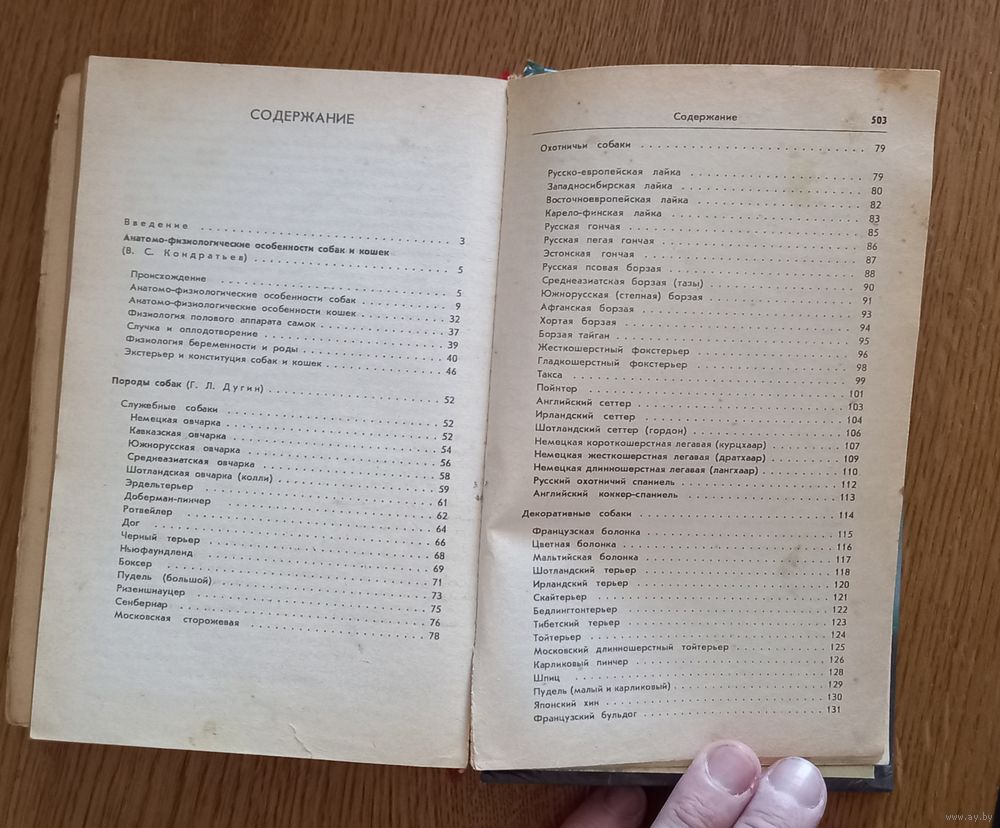 СОДЕРЖАНИЕ
Введение 3
Анатомо-физиологические особенности собак и кошек
(В. С. Кондратьев) 5
Происхождение 5
Анатомо-физиологические особенности собак 9
Анатомо-физиологические особенности кошек 32
Физиология полового аппарата самок 37
Случка и оплодотворение 39
Физиология беременности и роды 40
Экстерьер и конституция собак и кошек 46
Породы собак (Г. Л. Дугин) 52
Служебные собаки 52
Немецкая овчарка 52
Кавказская овчарка 54
Южнорусская овчарка 56
Среднеазиатская овчарка 58
Шотландская овчарка (колли) 59
Эрдельтерьер 61
Доберман-пинчер 62
Ротвейлер 64
Дог 66
Черный терьер 68
Ньюфаундленд 69
Боксер 71
Пудель (большой) 73
Ризеншнауцер 75
Сенбернар 76
Московская сторожевая 78
Содержание 503
Охотничьи собаки 79
Русско-европейская лайка 79
Западносибирская лайка 80
Восточноевропейская лайка 82
Карело-финская лайка 83
Русская гончая 85
Русская пегая гончая 86
Эстонская гончая 87
Русская псовая борзая 88
Среднеазиатская борзая (тазы) 90
Южнорусская (степная) борзая 91
Афганская борзая 93
Хортая борзая 94
Борзая тайган 95
Жесткошерстный фокстерьер 96
Гладкошерстный фокстерьер 98
Такса 99
Пойнтер 101
Английский сеттер 103
Ирландский сеттер 104
Шотландский сеттер (гордон) 106
Немецкая короткошерстная легавая (курцхаар) 107
Немецкая жесткошерстная легавая (дратхаар) 109
Немецкая длинношерстная легавая (лангхаар) 110
Русский охотничий спаниель 112
Английский коккер-спаниель 113
Декоративные собаки 114
Французская болонка 115
Цветная болонка 116
Мальтийская болонка 117
Шотландский терьер 118
Ирландский терьер 120
Скайтерьер 121
Бедлингтонтерьер 122
Тибетский терьер 123
Тойтерьер 124
Московский длинношерстный тойтерьер 125
Карликовый пинчер 126
Шпиц 128
Пудель (малый и карликовый) 129
Японский хин 130
Французский бульдог 131
www.ay.by